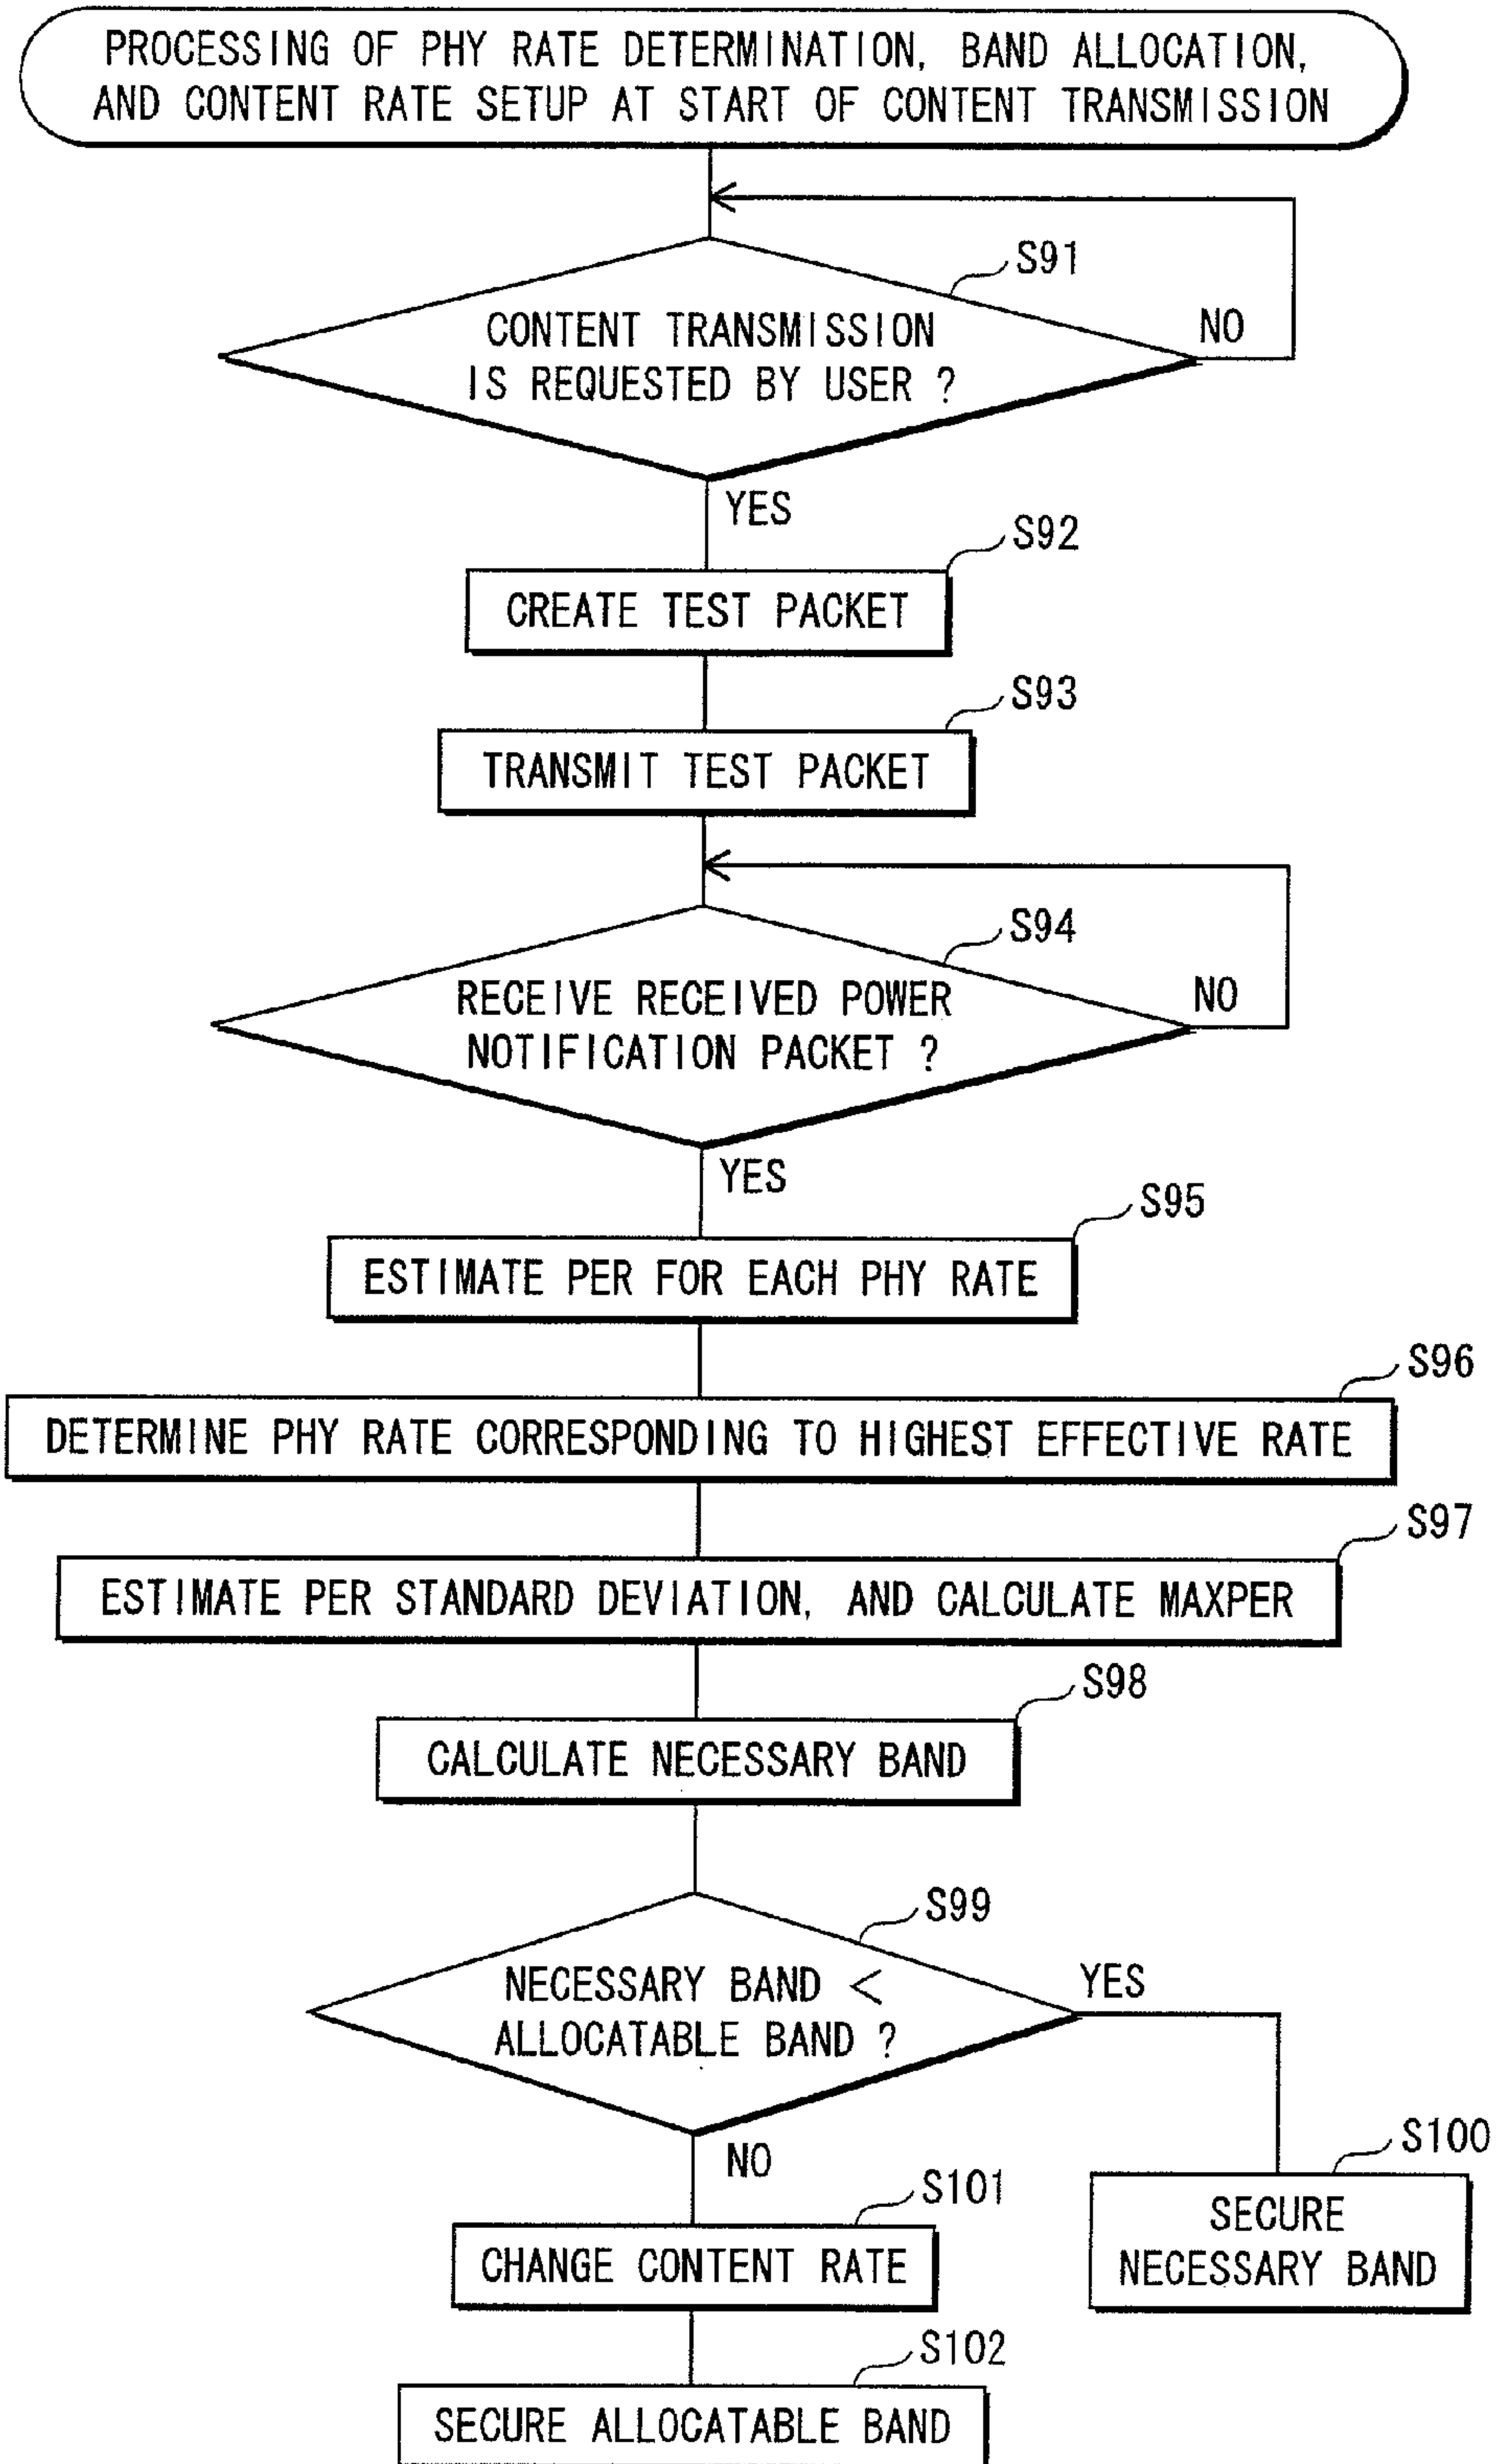 PROCESSING OF PHY RATE DETERMINATION, BAND ALLOCATION,
AND CONTENT RATE SETUP AT START OF CONTENT TRANSMISSION
S91
CONTENT TRANSMISSION
IS REQUESTED BY USER ?
NO
YES
S92
CREATE TEST PACKET
S93
TRANSMIT TEST PACKET
S94
RECEIVE RECEIVED POWER
NOTIFICATION PACKET ?
NO
YES
S95
ESTIMATE PER FOR EACH PHY RATE
S96
DETERMINE PHY RATE CORRESPONDING TO HIGHEST EFFECTIVE RATE
S97
ESTIMATE PER STANDARD DEVIATION, AND CALCULATE MAXPER
S98
CALCULATE NECESSARY BAND
S99
NECESSARY BAND <
ALLOCATABLE BAND ?
YES
NO
S100
SECURE
NECESSARY BAND
S101
CHANGE CONTENT RATE
S102
SECURE ALLOCATABLE BAND